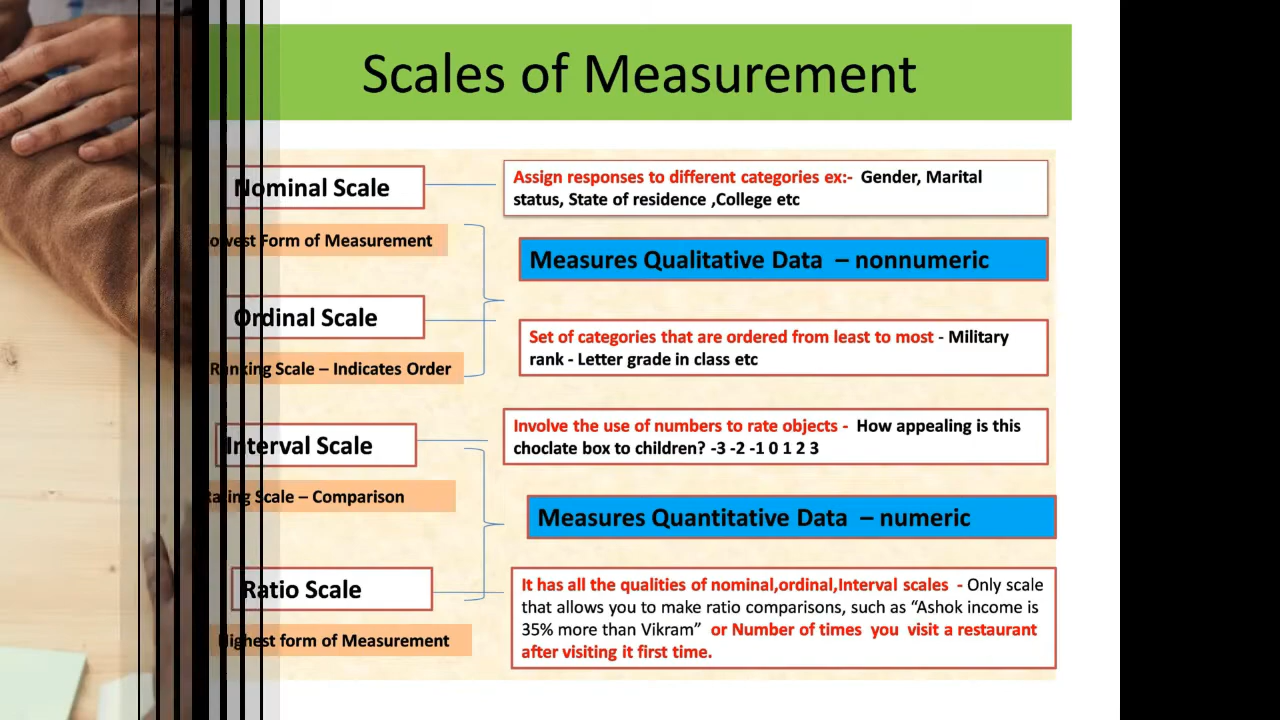 Scales of Measurement
Nominal Scale
Assign responses to different categories ex:- Gender, Marital
status, State of residence ,College etc
Lowest Form of Measurement
Measures Qualitative Data – nonnumeric
Ordinal Scale
Set of categories that are ordered from least to most - Military
rank - Letter grade in class etc
Ranking Scale – Indicates Order
Interval Scale
Involve the use of numbers to rate objects - How appealing is this
choclate box to children? -3 -2 -1 0 1 2 3
Rating Scale – Comparison
Measures Quantitative Data – numeric
Ratio Scale
It has all the qualities of nominal,ordinal,Interval scales - Only scale
that allows you to make ratio comparisons, such as “Ashok income is
35% more than Vikram” or Number of times you visit a restaurant
after visiting it first time.
Highest form of Measurement